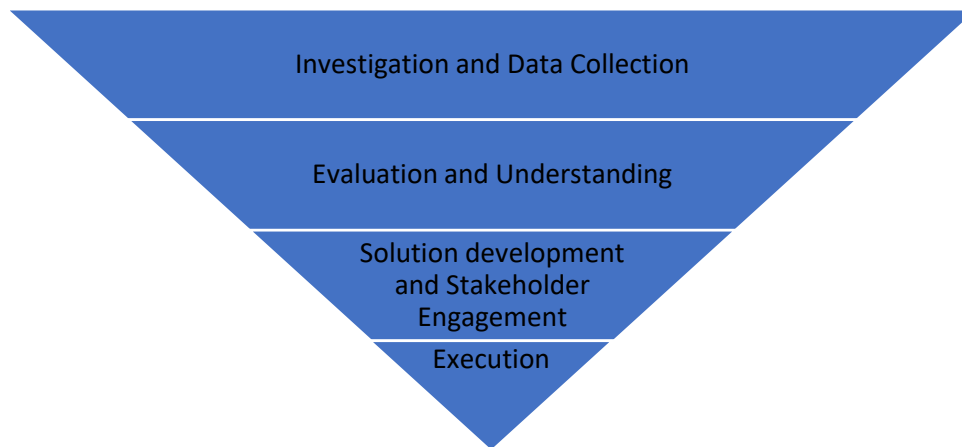 Investigation and Data Collection
Evaluation and Understanding
Solution development
and Stakeholder
Engagement
Execution